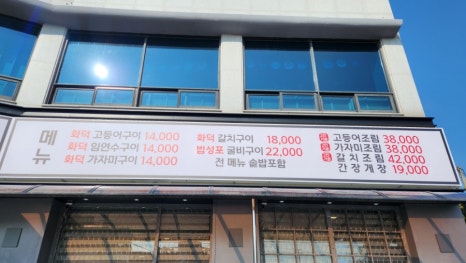 메뉴
화덕 고등어구이 14,000
화덕 임연수구이 14,000
화덕 가자미구이 14,000
화덕 갈치구이 18,000
법성포 굴비구이 22,000
전 메뉴 솥밥포함
고등어조림 38,000
가자미조림 38,000
갈치조림 42,000
간장게장 19,000